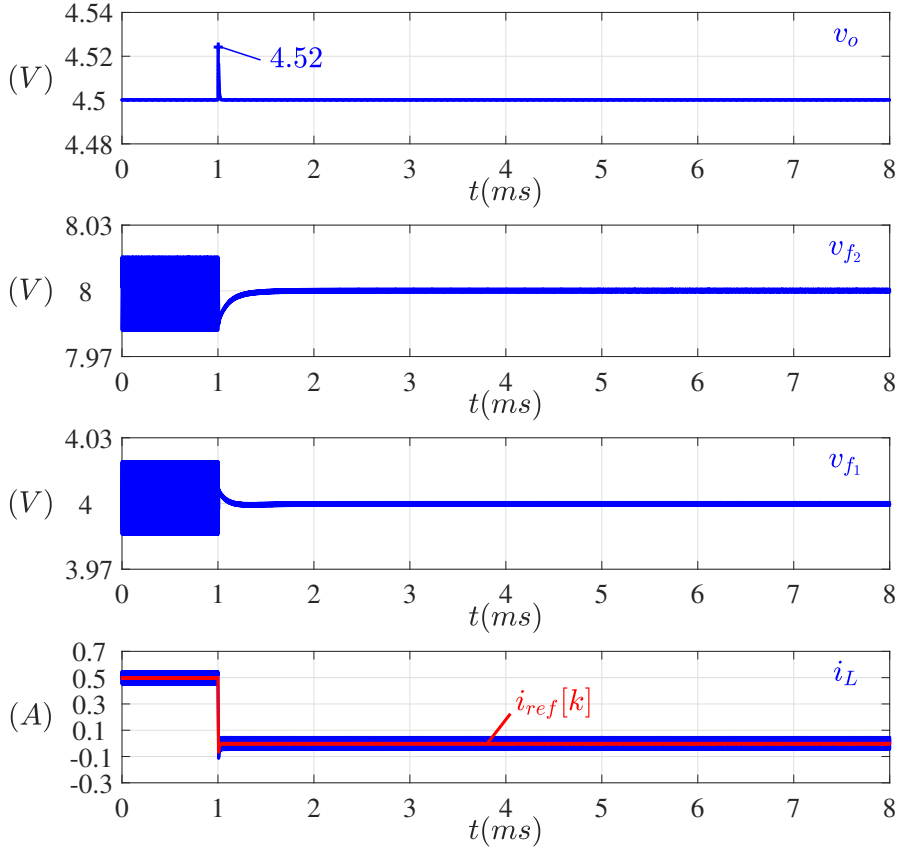 4.54
v_o
4.52
4.52
(V)
4.5
4.48
0 1 2 3 4 5 6 7 8
t(ms)
8.03
v_{f_2}
(V)
8
7.97
0 1 2 3 4 5 6 7 8
t(ms)
4.03
v_{f_1}
(V)
4
3.97
0 1 2 3 4 5 6 7 8
t(ms)
0.7
i_L
0.5
i_{ref}[k]
0.3
(A)
0.1
-0.1
-0.3
0 1 2 3 4 5 6 7 8
t(ms)